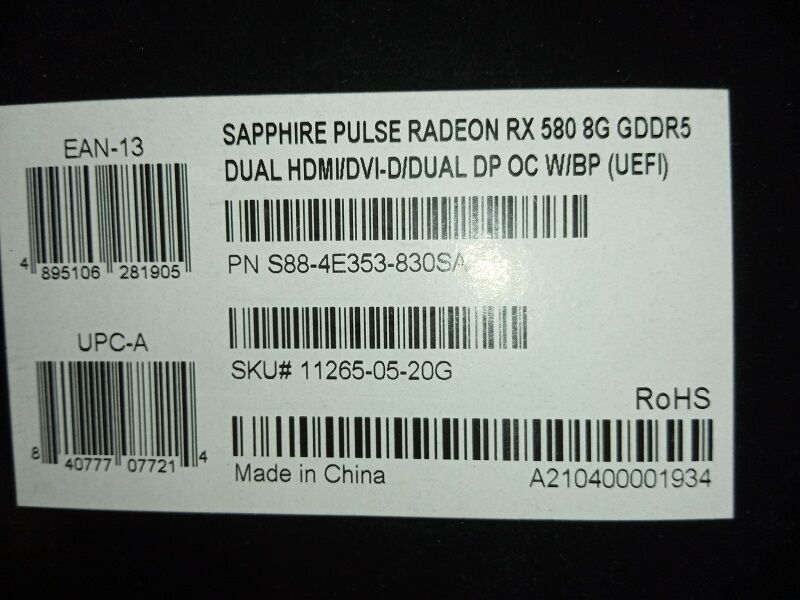 EAN-13
4 895106 281905
UPC-A
8 40777 07721 4
SAPPHIRE PULSE RADEON RX 580 8G GDDR5
DUAL HDMI/DVI-D/DUAL DP OC W/BP (UEFI)
PN S88-4E353-830SA
SKU# 11265-05-20G
RoHS
Made in China
A210400001934